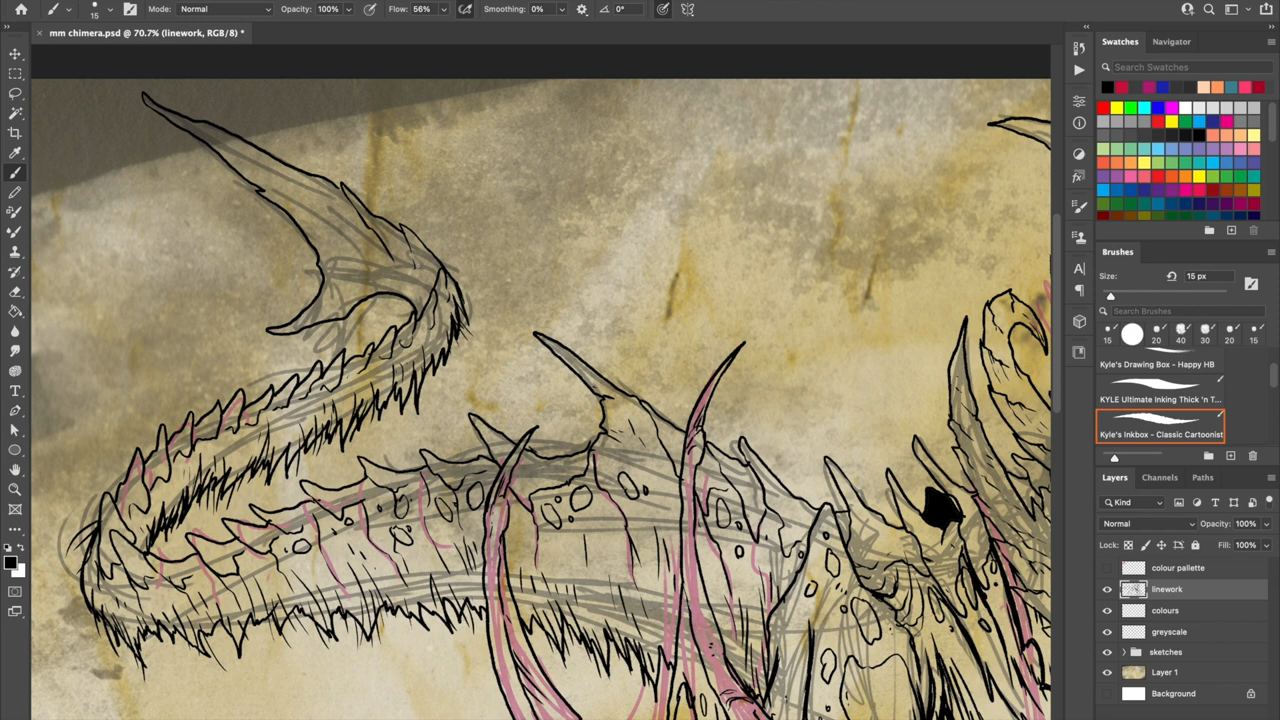 15 Mode: Normal Opacity: 100% Flow: 56% Smoothing: 0% 0°
mm chimera.psd @ 70.7% (linework, RGB/8) *
Swatches Navigator
Search Swatches
Brushes
Size: 15 px
Search Brushes
15 20 40 30 20 15
Kyle's Drawing Box - Happy HB
KYLE Ultimate Inking Thick 'n T...
Kyle's Inkbox - Classic Cartoonist
Layers Channels Paths
Kind
Normal Opacity: 100%
Lock: Fill: 100%
colour pallette
linework
colours
greyscale
sketches
Layer 1
Background